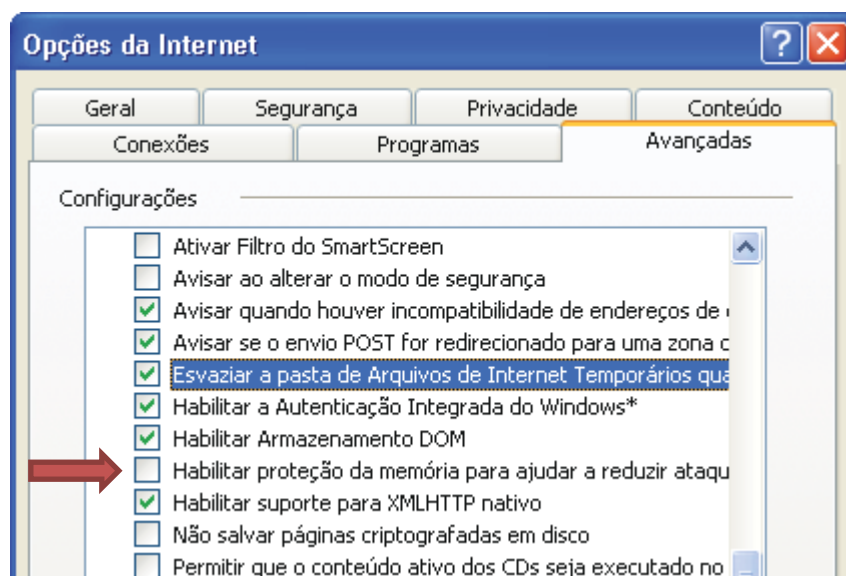 Opções da Internet
Geral Segurança Privacidade Conteúdo
Conexões Programas Avançadas
Configurações
Ativar Filtro do SmartScreen
Avisar ao alterar o modo de segurança
Avisar quando houver incompatibilidade de endereços de
Avisar se o envio POST for redirecionado para uma zona c
Esvaziar a pasta de Arquivos de Internet Temporários qua
Habilitar a Autenticação Integrada do Windows*
Habilitar Armazenamento DOM
Habilitar proteção da memória para ajudar a reduzir ataqu
Habilitar suporte para XMLHTTP nativo
Não salvar páginas criptografadas em disco
Permitir que o conteúdo ativo dos CDs seja executado no